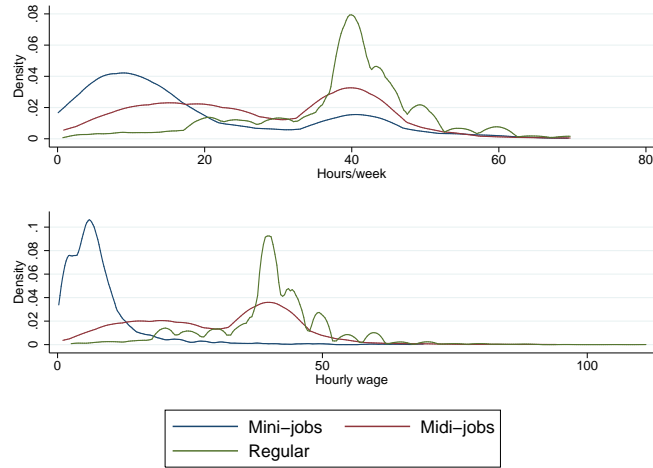 Density
.08
.06
.04
.02
0
0 20 40 60 80
Hours/week
Density
.1
.08
.06
.04
.02
0
0 50 100
Hourly wage
Mini-jobs Midi-jobs
Regular